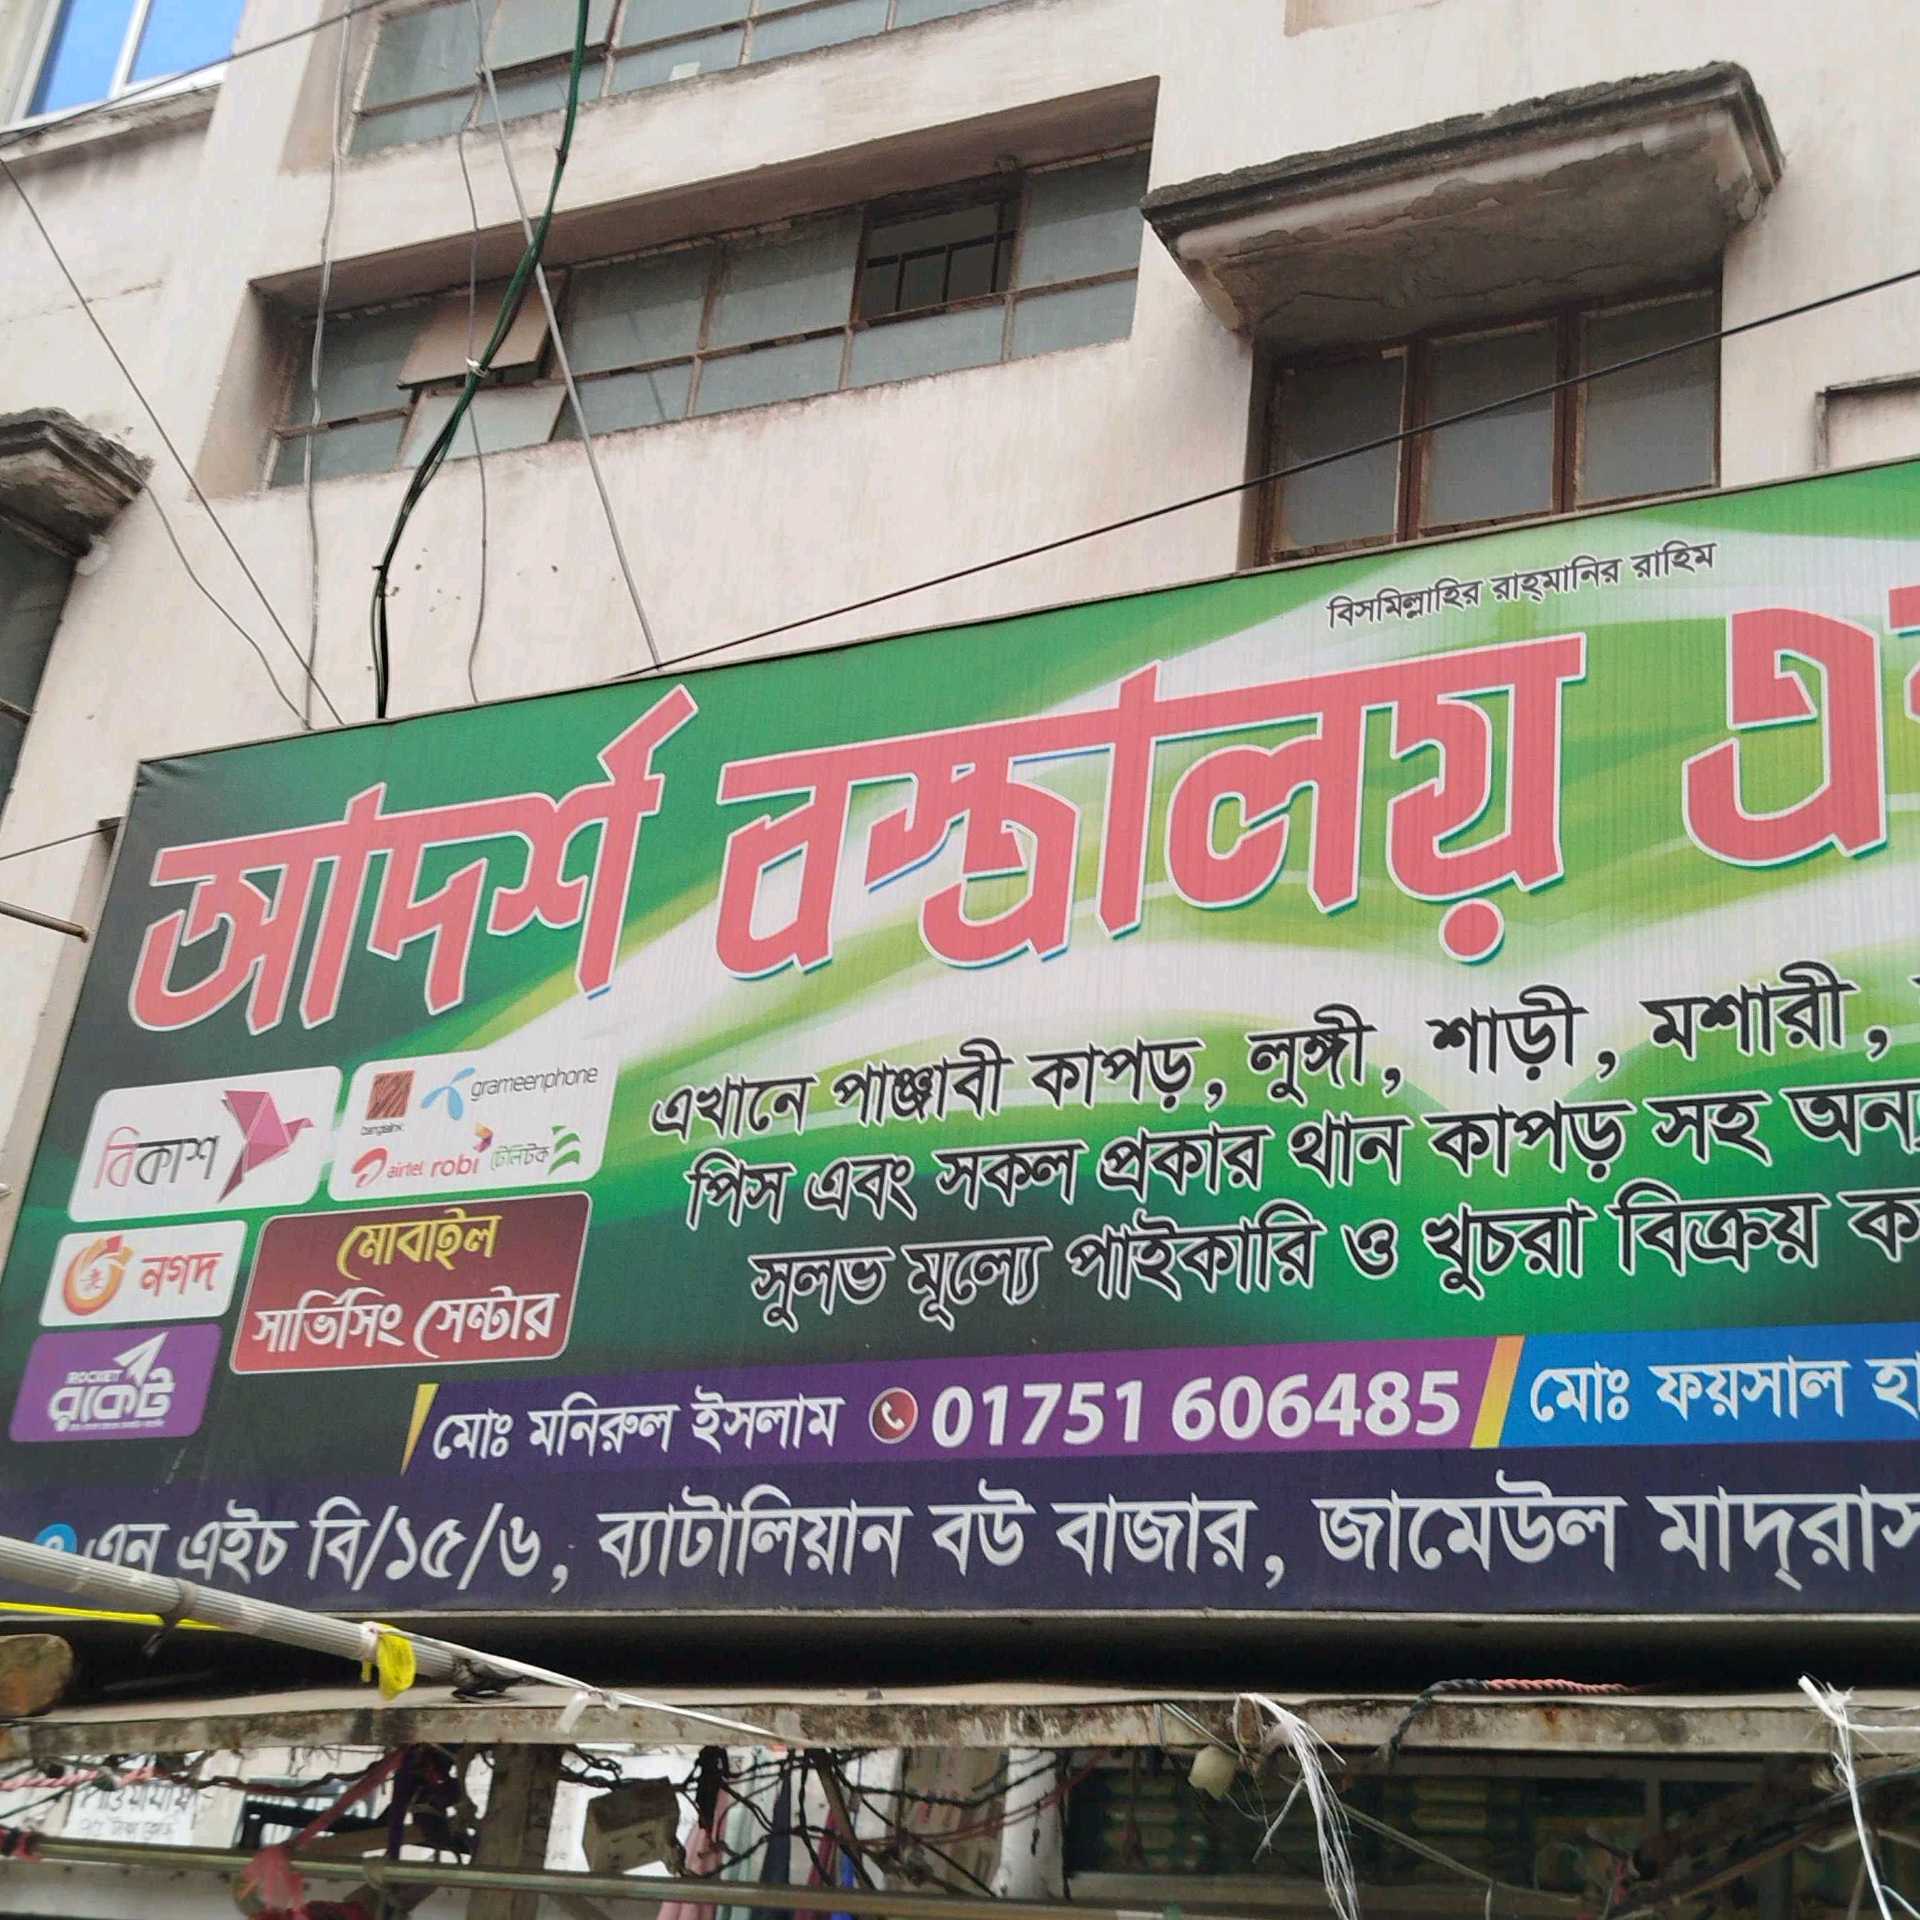 বিসমিল্লাহির রাহ্‌মানির রাহিম
আদর্শ বস্ত্রালয়
এখানে পাঞ্জাবী কাপড়, লুঙ্গী, শাড়ী, মশারী,
পিস এবং সকল প্রকার থান কাপড় সহ
সুলভ মূল্যে পাইকারি ও খুচরা বিক্রয়
বিকাশ
banglalink
grameenphone
airtel robi টেলিটক
নগদ
মোবাইল
সার্ভিসিং সেন্টার
ROCKET
রকেট
মোঃ মনিরুল ইসলাম 01751 606485 মোঃ ফয়সাল
এন এইচ বি/১৫/৬, ব্যাটালিয়ান বউ বাজার, জামেউল